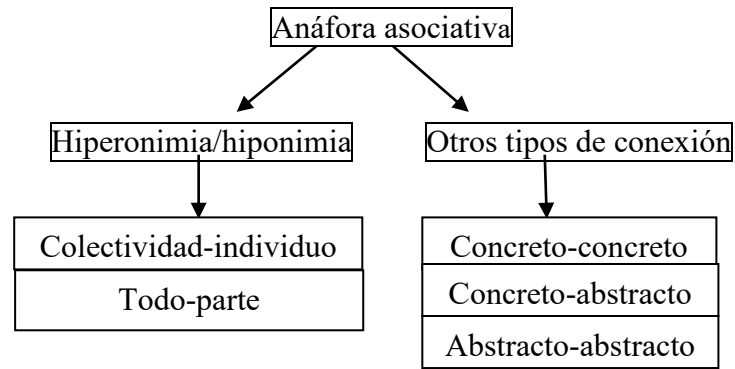 Anáfora asociativa
Hiperonimia/hiponimia
Otros tipos de conexión
Colectividad-individuo
Todo-parte
Concreto-concreto
Concreto-abstracto
Abstracto-abstracto